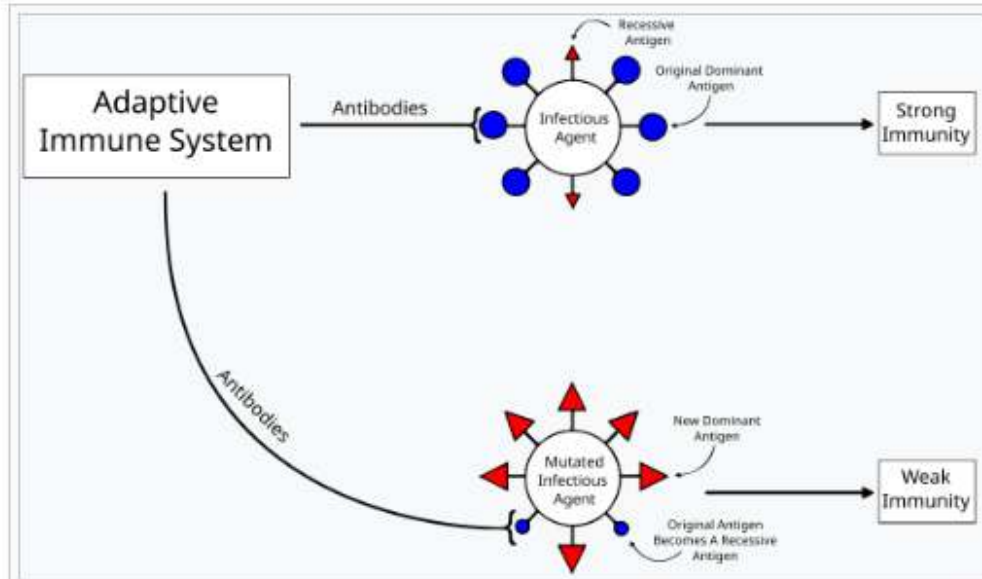 Recessive
Antigen
Original Dominant
Antigen
Adaptive
Immune System
Antibodies
Infectious
Agent
Strong
Immunity
Antibodies
New Dominant
Antigen
Mutated
Infectious
Agent
Weak
Immunity
Original Antigen
Becomes A Recessive
Antigen